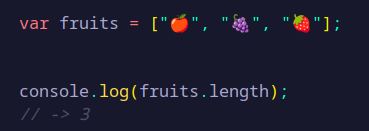 var fruits = ["🍎", "🍇", "🍓"];
console.log(fruits.length);
// -> 3